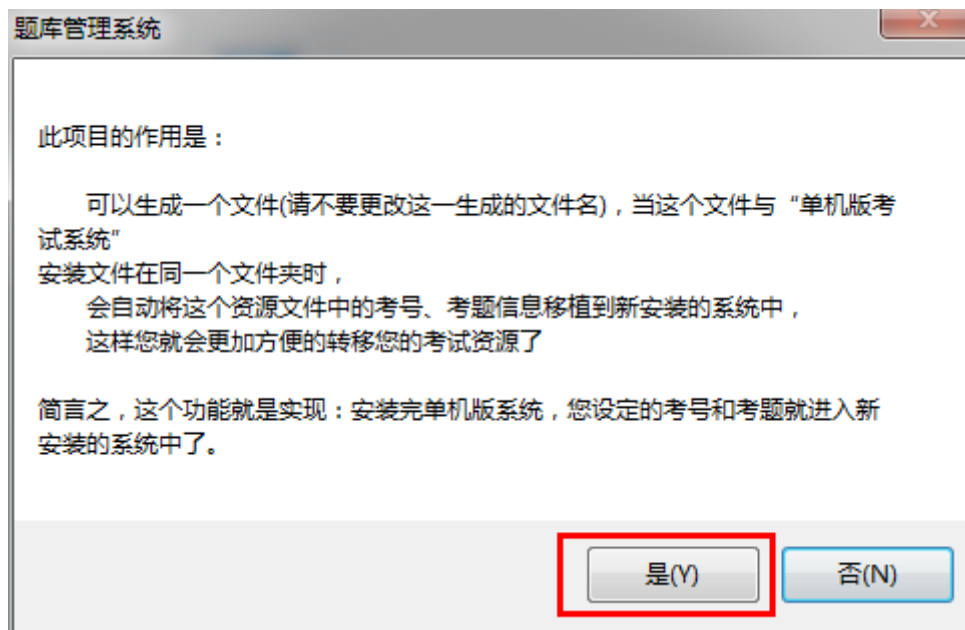 题库管理系统
此项目的作用是：
可以生成一个文件(请不要更改这一生成的文件名)，当这个文件与“单机版考
试系统”
安装文件在同一个文件夹时，
会自动将这个资源文件中的考号、考题信息移植到新安装的系统中，
这样您就会更加方便的转移您的考试资源了
简言之，这个功能就是实现：安装完单机版系统，您设定的考号和考题就进入新
安装的系统中了。
是(Y)
否(N)